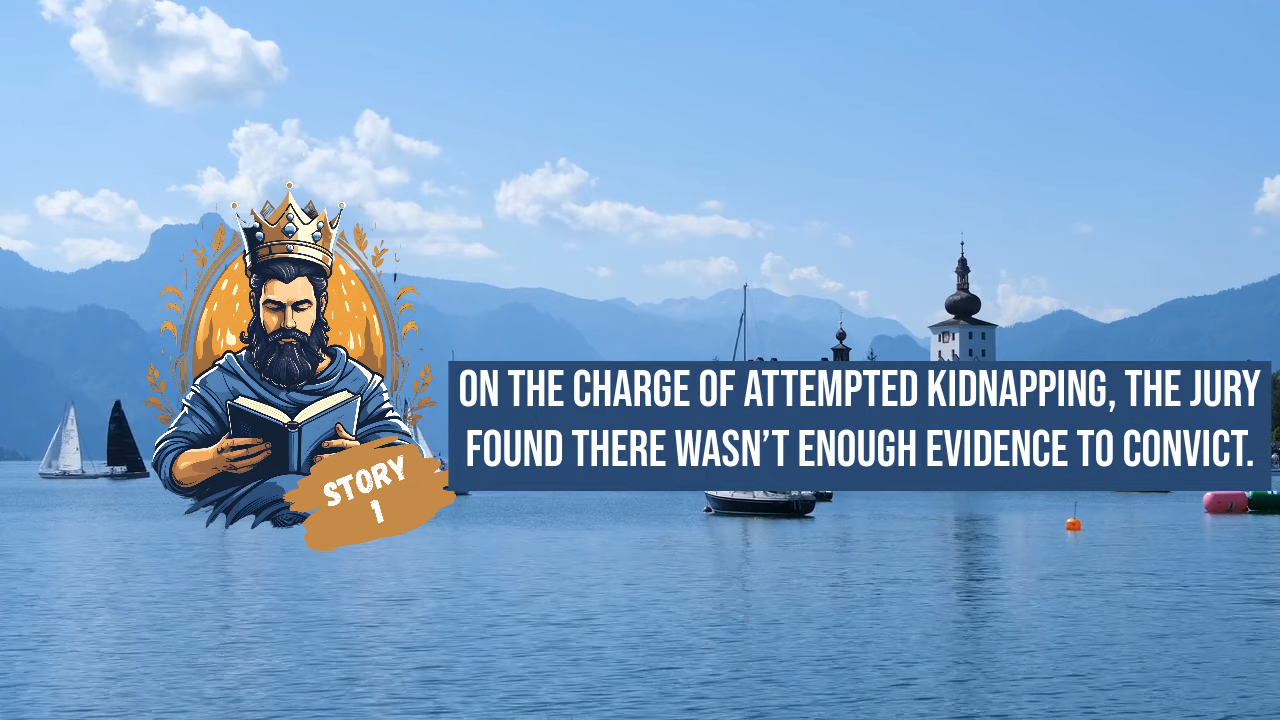 ON THE CHARGE OF ATTEMPTED KIDNAPPING, THE JURY
FOUND THERE WASN'T ENOUGH EVIDENCE TO CONVICT.
STORY
1